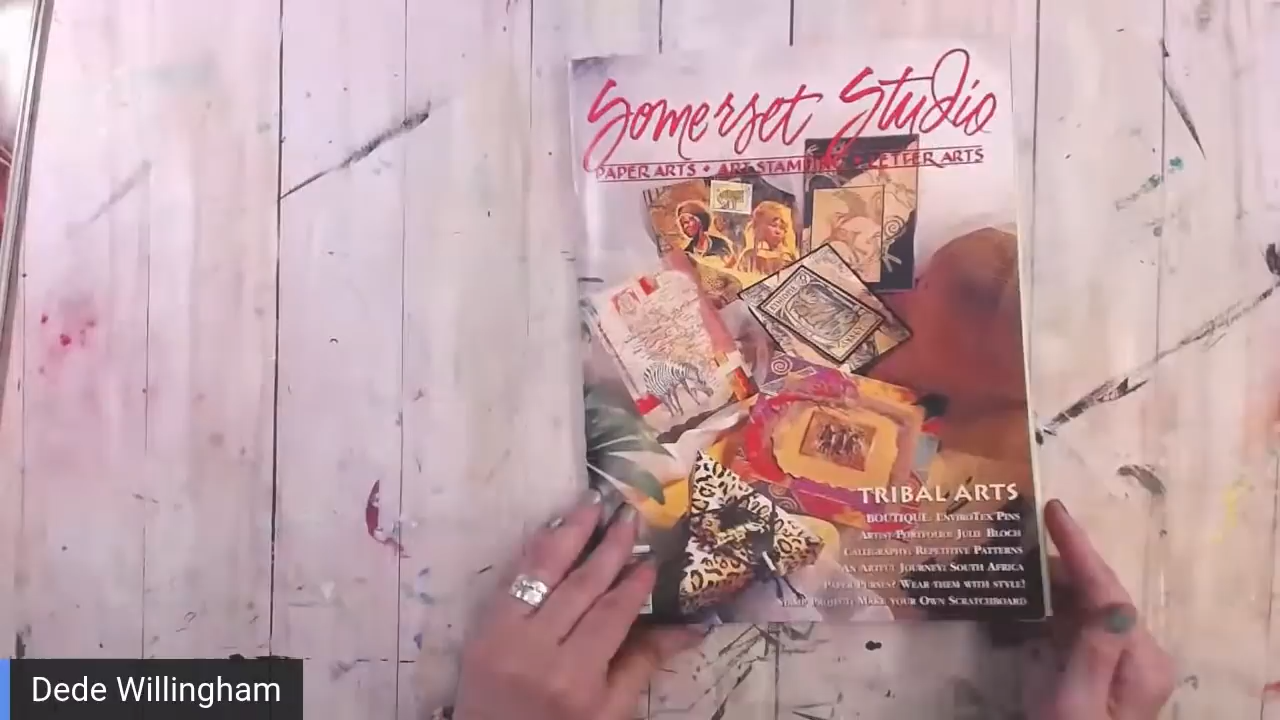 Somerset Studio
PAPER ARTS • ART STAMPING • LETTER ARTS
TRIBAL ARTS
BOUTIQUE: ENVIROTEX PINS
ARTIST PORTFOLIO: JULIE BLOCH
CALLIGRAPHY: REPETITIVE PATTERNS
AN ARTFUL JOURNEY: SOUTH AFRICA
PAPER PURSES? WEAR THEM WITH STYLE!
STAMP PROJECT: MAKE YOUR OWN SCRATCHBOARD
Dede Willingham